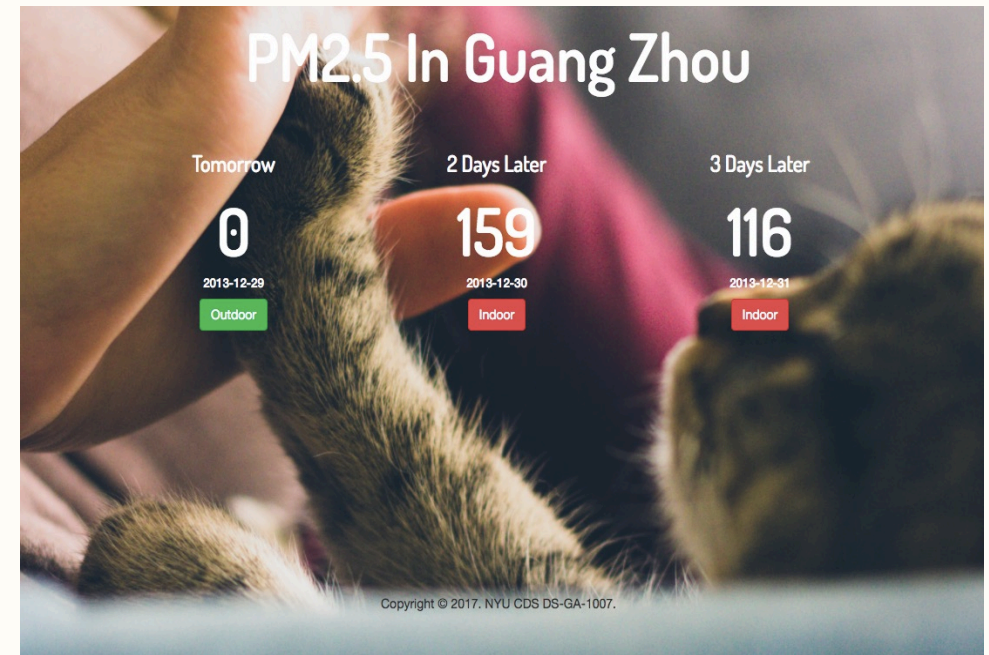 PM2.5 In Guang Zhou
Tomorrow
2 Days Later
3 Days Later
0
159
116
2013-12-29
2013-12-30
2013-12-31
Outdoor
Indoor
Indoor
Copyright © 2017. NYU CDS DS-GA-1007.